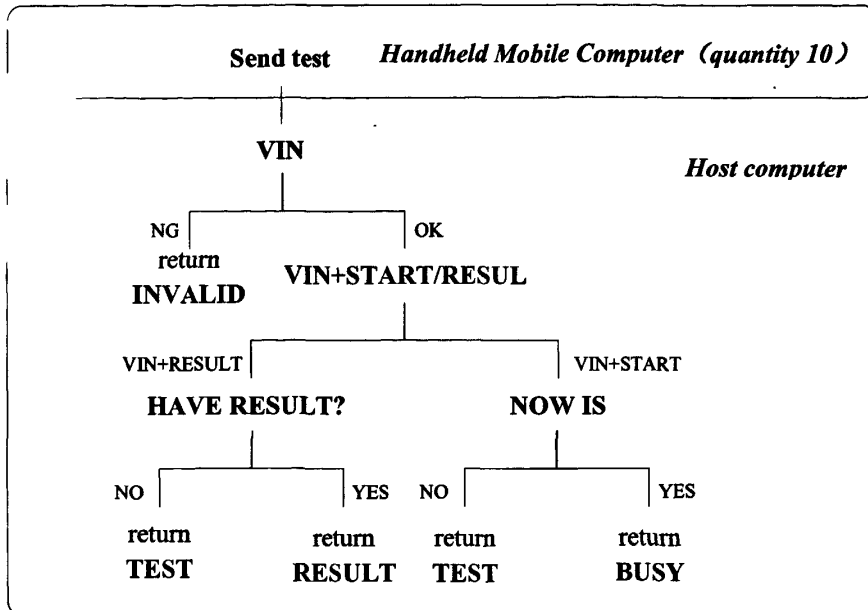 Send test
Handheld Mobile Computer (quantity 10)
VIN
Host computer
NG
OK
return
INVALID
VIN+START/RESUL
VIN+RESULT
VIN+START
HAVE RESULT?
NOW IS
NO
YES
NO
YES
return
TEST
return
RESULT
return
TEST
return
BUSY